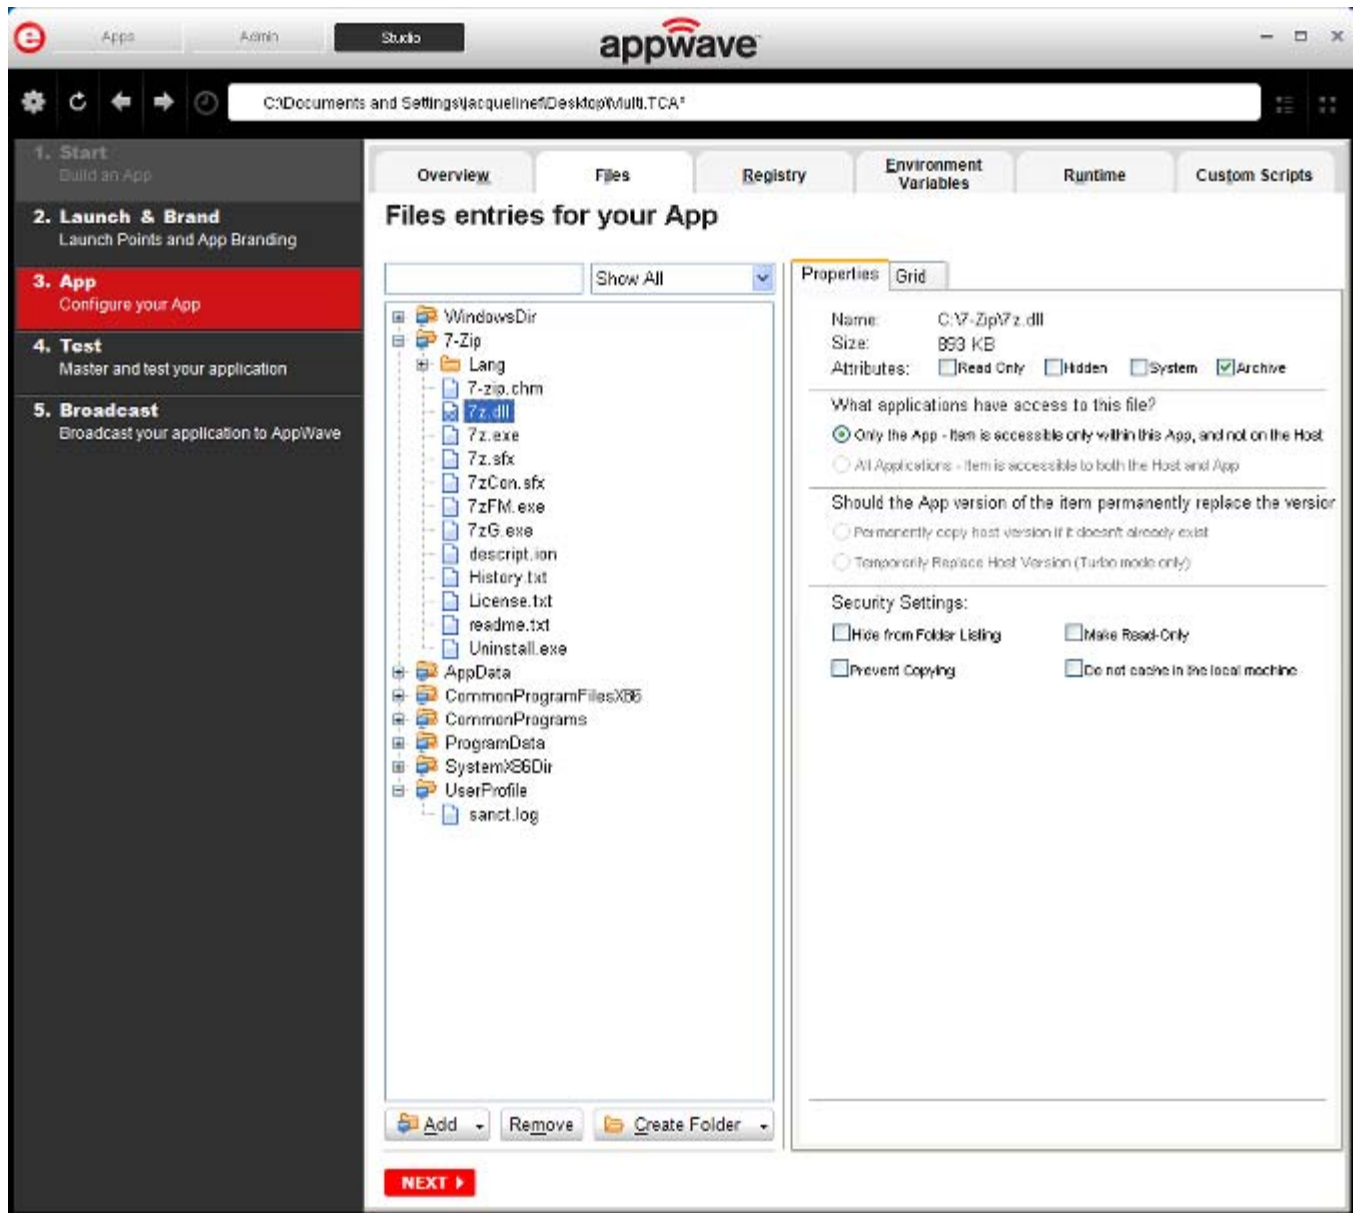 Apps
Admin
Studio
appwave
C:\Documents and Settings\jacquelinef\Desktop\Multi.TCA*
1. Start
Build an App
2. Launch & Brand
Launch Points and App Branding
3. App
Configure your App
4. Test
Master and test your application
5. Broadcast
Broadcast your application to AppWave
Overview
Files
Registry
Environment
Variables
Runtime
Custom Scripts
Files entries for your App
Show All
WindowsDir
7-Zip
Lang
7-zip.chm
7z.dll
7z.exe
7z.sfx
7zCon.sfx
7zFM.exe
7zG.exe
descript.ion
History.txt
License.txt
readme.txt
Uninstall.exe
AppData
CommonProgramFilesX86
CommonPrograms
ProgramData
SystemX86Dir
UserProfile
sanct.log
Add
Remove
Create Folder
NEXT
Properties
Grid
Name: C:\7-Zip\7z.dll
Size: 893 KB
Attributes: Read Only Hidden System Archive
What applications have access to this file?
Only the App - Item is accessible only within this App, and not on the Host
All Applications - Item is accessible to both the Host and App
Should the App version of the item permanently replace the version
Permanently copy host version if it doesn't already exist
Temporarily Replace Host Version (Turbo mode only)
Security Settings:
Hide from Folder Listing
Make Read-Only
Prevent Copying
Do not cache in the local machine